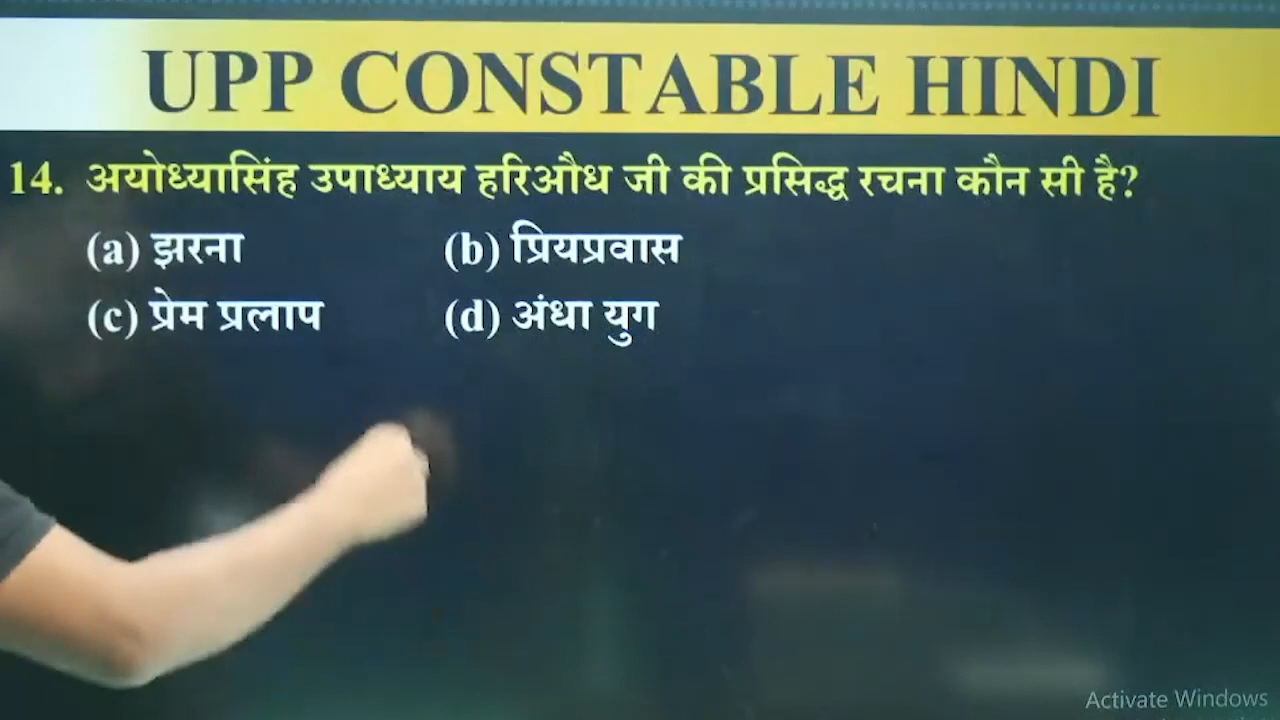 UPP CONSTABLE HINDI
14. अयोध्यासिंह उपाध्याय हरिऔध जी की प्रसिद्ध रचना कौन सी है?
(a) झरना (b) प्रियप्रवास
(c) प्रेम प्रलाप (d) अंधा युग
Activate Windows